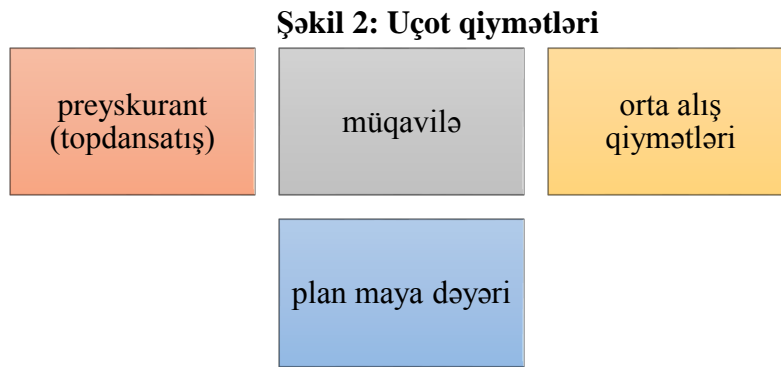 Şəkil 2: Uçot qiymətləri
preyskurant
(topdansatış)
müqavilə
orta alış
qiymətləri
plan maya dəyəri